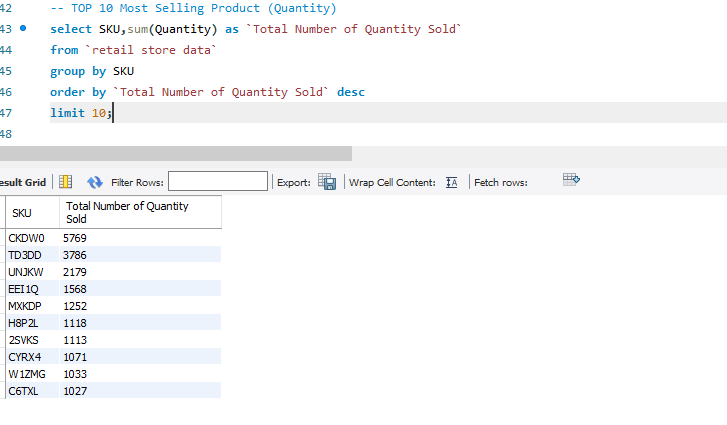 42 -- TOP 10 Most Selling Product (Quantity)
43 select SKU,sum(Quantity) as `Total Number of Quantity Sold`
44 from `retail store data`
45 group by SKU
46 order by `Total Number of Quantity Sold` desc
47 limit 10;
48
esult Grid Filter Rows: Export: Wrap Cell Content: Fetch rows:
SKU Total Number of Quantity
Sold
CKDW0 5769
TD3DD 3786
UNJKW 2179
EEI1Q 1568
MXKDP 1252
H8P2L 1118
2SVKS 1113
CYRX4 1071
W1ZMG 1033
C6TXL 1027